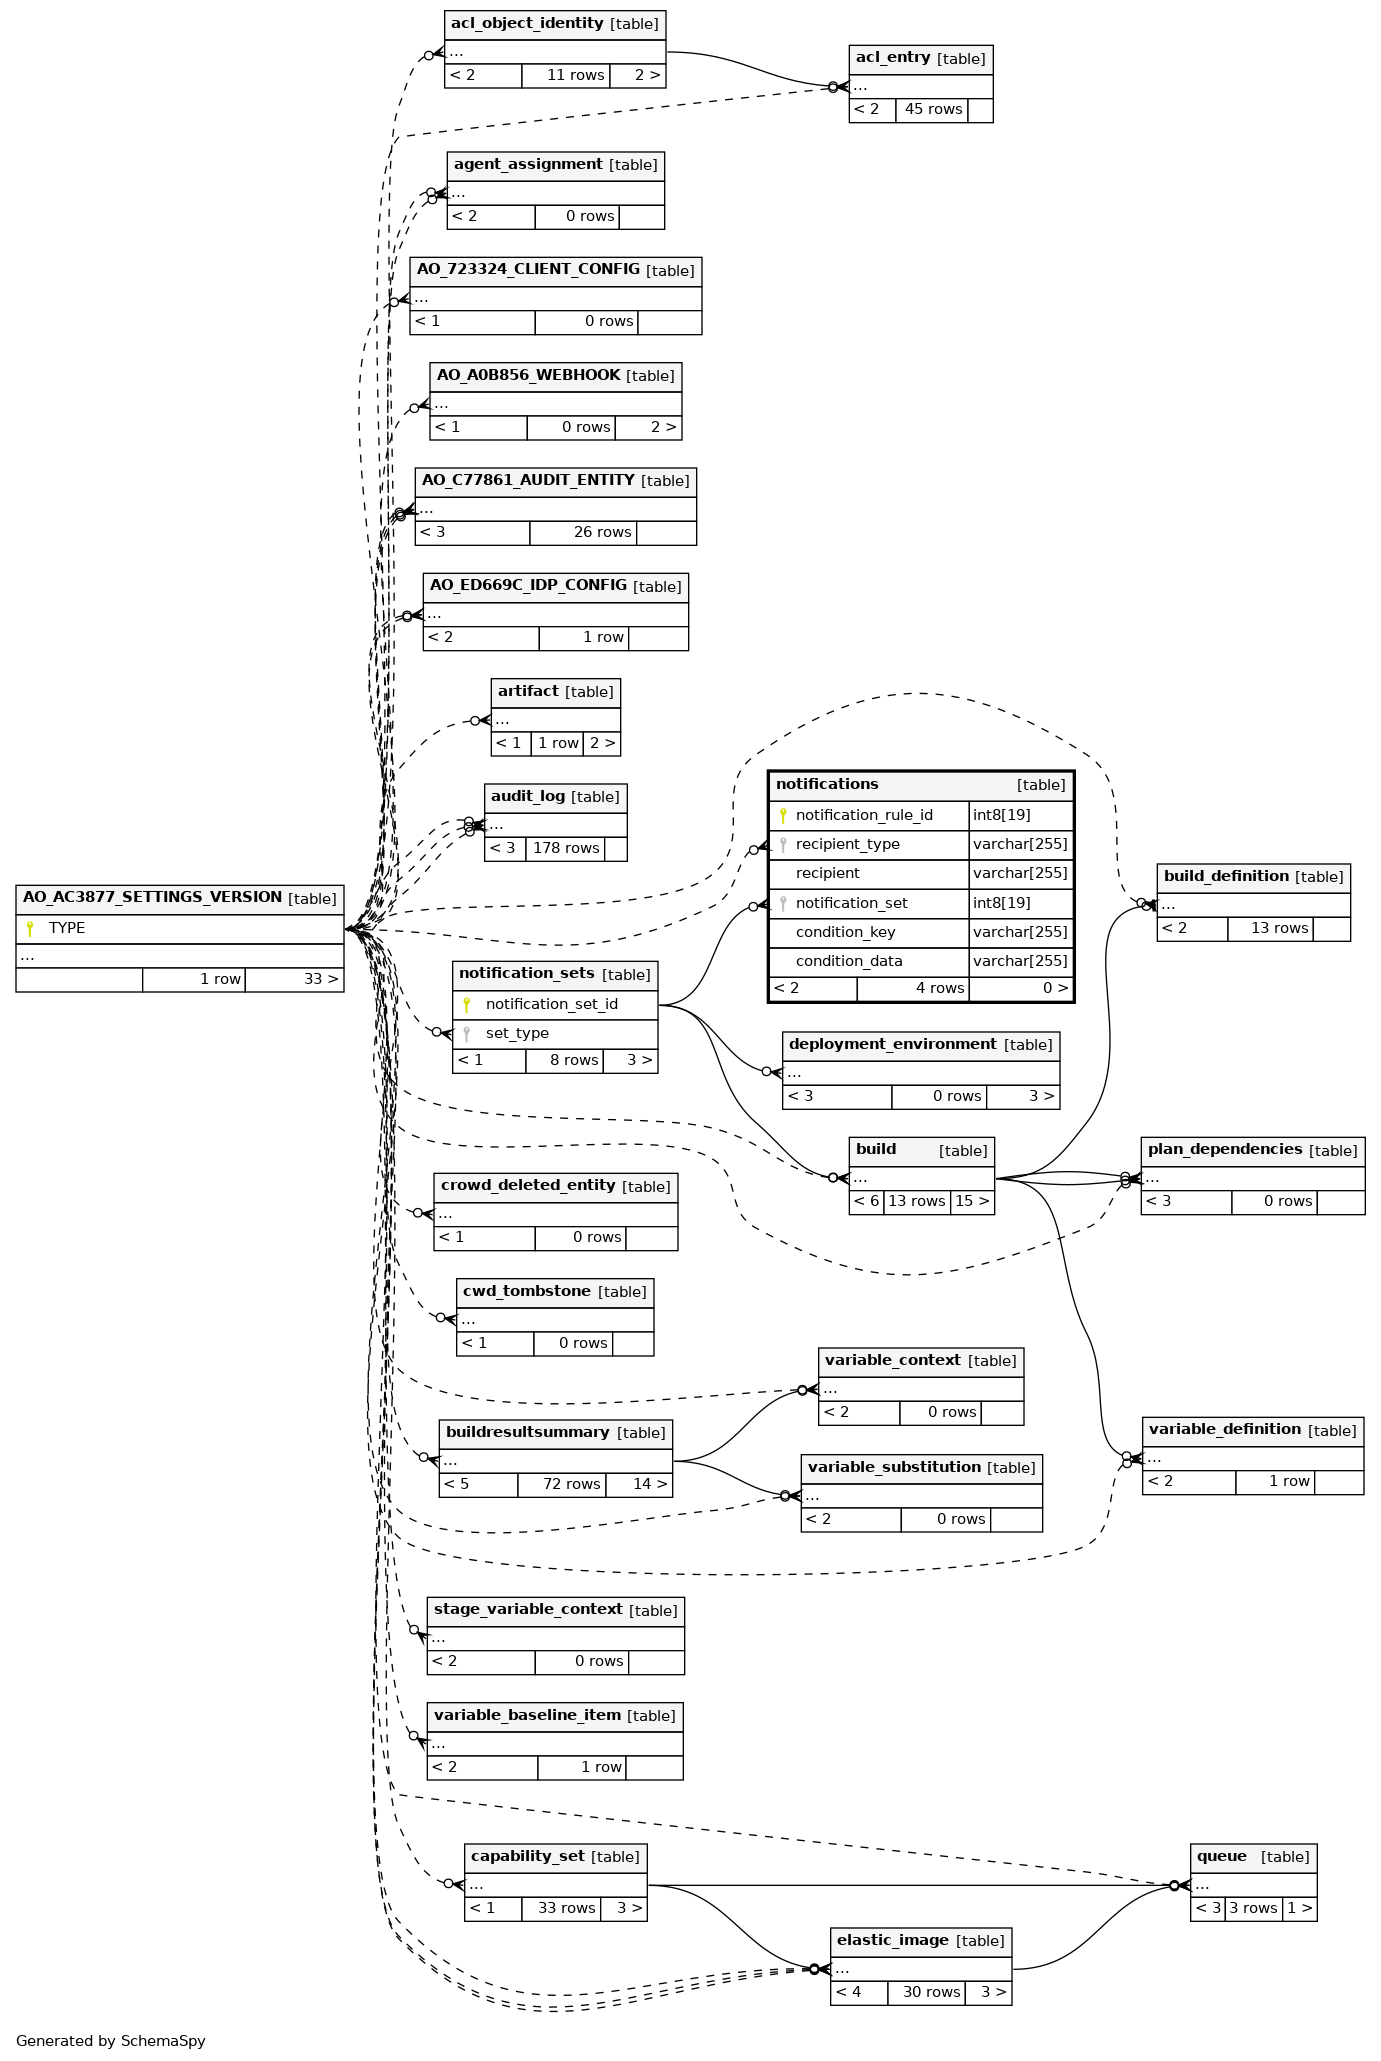 acl_object_identity [table]
...
< 2 11 rows 2 >
acl_entry [table]
...
< 2 45 rows
agent_assignment [table]
...
< 2 0 rows
AO_723324_CLIENT_CONFIG [table]
...
< 1 0 rows
AO_A0B856_WEBHOOK [table]
...
< 1 0 rows 2 >
AO_C77861_AUDIT_ENTITY [table]
...
< 3 26 rows
AO_ED669C_IDP_CONFIG [table]
...
< 2 1 row
artifact [table]
...
< 1 1 row 2 >
audit_log [table]
...
< 3 178 rows
AO_AC3877_SETTINGS_VERSION [table]
TYPE
...
1 row 33 >
notifications [table]
notification_rule_id int8[19]
recipient_type varchar[255]
recipient varchar[255]
notification_set int8[19]
condition_key varchar[255]
condition_data varchar[255]
< 2 4 rows 0 >
build_definition [table]
...
< 2 13 rows
notification_sets [table]
notification_set_id
set_type
< 1 8 rows 3 >
deployment_environment [table]
...
< 3 0 rows 3 >
build [table]
...
< 6 13 rows 15 >
plan_dependencies [table]
...
< 3 0 rows
crowd_deleted_entity [table]
...
< 1 0 rows
cwd_tombstone [table]
...
< 1 0 rows
variable_context [table]
...
< 2 0 rows
buildresultsummary [table]
...
< 5 72 rows 14 >
variable_definition [table]
...
< 2 1 row
variable_substitution [table]
...
< 2 0 rows
stage_variable_context [table]
...
< 2 0 rows
variable_baseline_item [table]
...
< 2 1 row
capability_set [table]
...
< 1 33 rows 3 >
queue [table]
...
< 3 3 rows 1 >
elastic_image [table]
...
< 4 30 rows 3 >
Generated by SchemaSpy